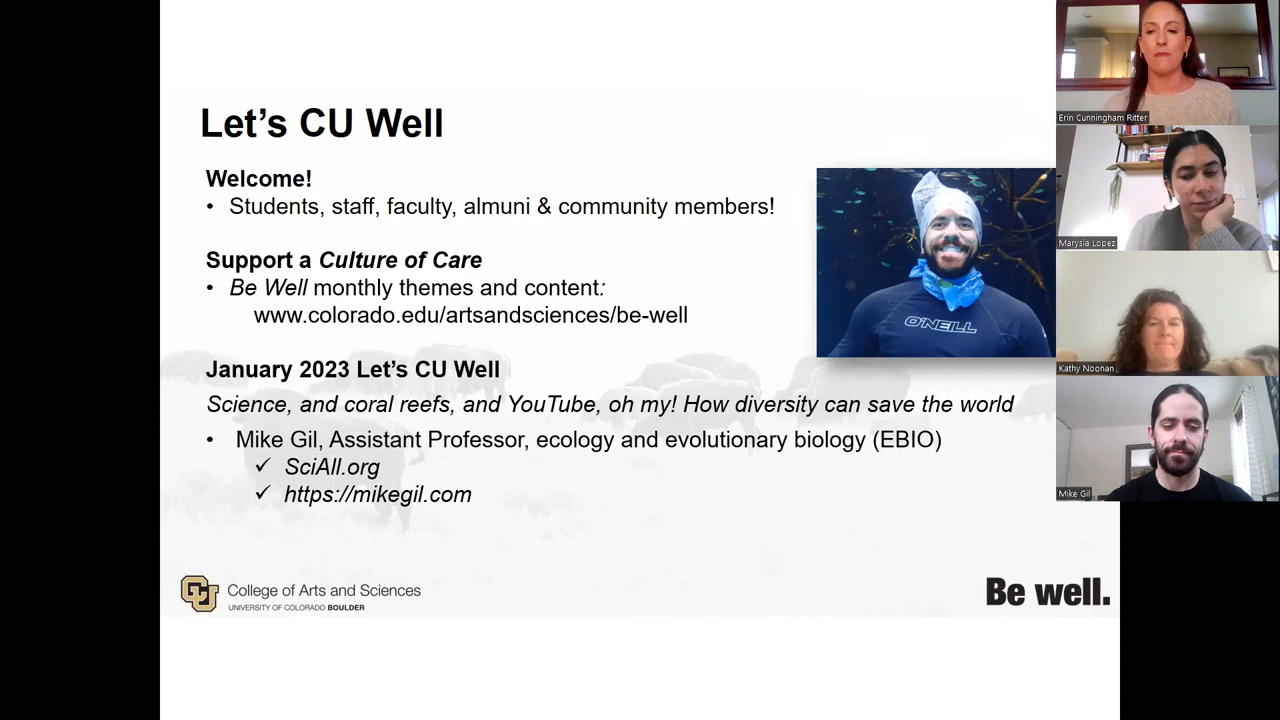 Let's CU Well
Welcome!
• Students, staff, faculty, almuni & community members!
Support a Culture of Care
• Be Well monthly themes and content:
www.colorado.edu/artsandsciences/be-well
January 2023 Let's CU Well
Science, and coral reefs, and YouTube, oh my! How diversity can save the world
• Mike Gil, Assistant Professor, ecology and evolutionary biology (EBIO)
✓ SciAll.org
✓ https://mikegil.com
O'NEILL
CU
College of Arts and Sciences
UNIVERSITY OF COLORADO BOULDER
Be well.
Erin Cunningham Ritter
Marysia Lopez
Kathy Noonan
Mike Gil